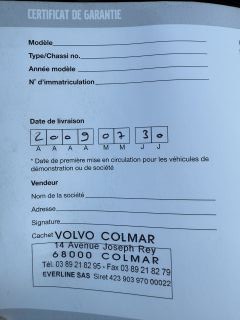 CERTIFICAT DE GARANTIE
Modèle
Type/Chassi no.
Année modèle
N° d'immatriculation
Date de livraison
2009 07 30
A A A A M M J J
* Date de première mise en circulation pour les véhicules de
démonstration ou de société
Vendeur
Nom de la société
Adresse
Signature
Cachet VOLVO COLMAR
14 Avenue Joseph Rey
68000 COLMAR
Tél. 03 89 21 82 95 - Fax 03 89 21 82 79
EVERLINE SAS Siret 423 903 970 00022